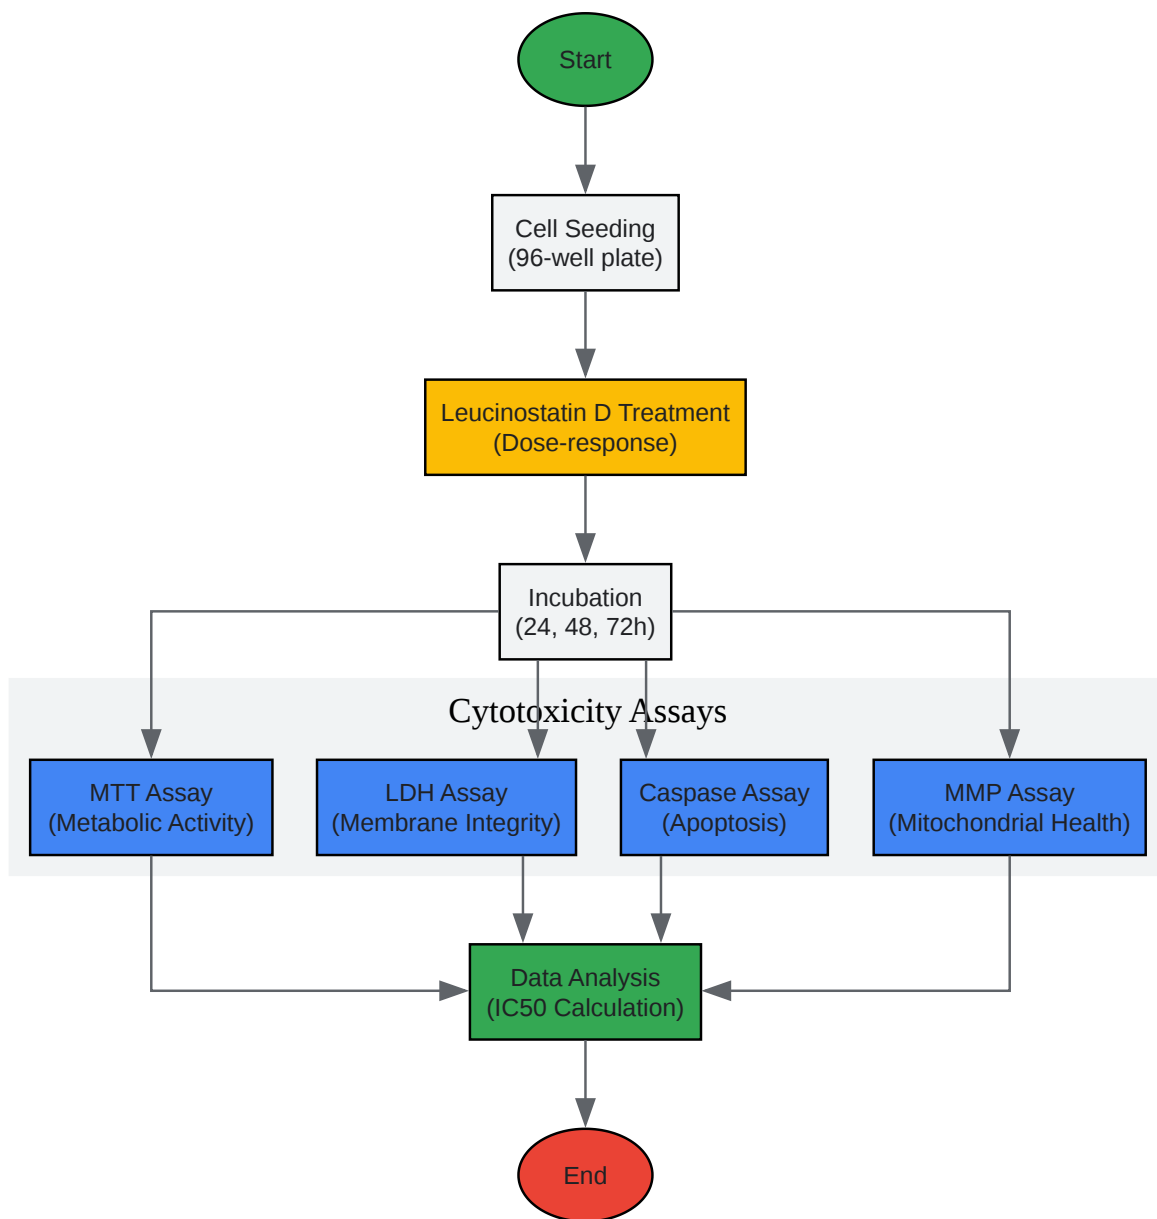 Start
Cell Seeding
(96-well plate)
Leucinostatin D Treatment
(Dose-response)
Incubation
(24, 48, 72h)
Cytotoxicity Assays
MTT Assay
(Metabolic Activity)
LDH Assay
(Membrane Integrity)
Caspase Assay
(Apoptosis)
MMP Assay
(Mitochondrial Health)
Data Analysis
(IC50 Calculation)
End